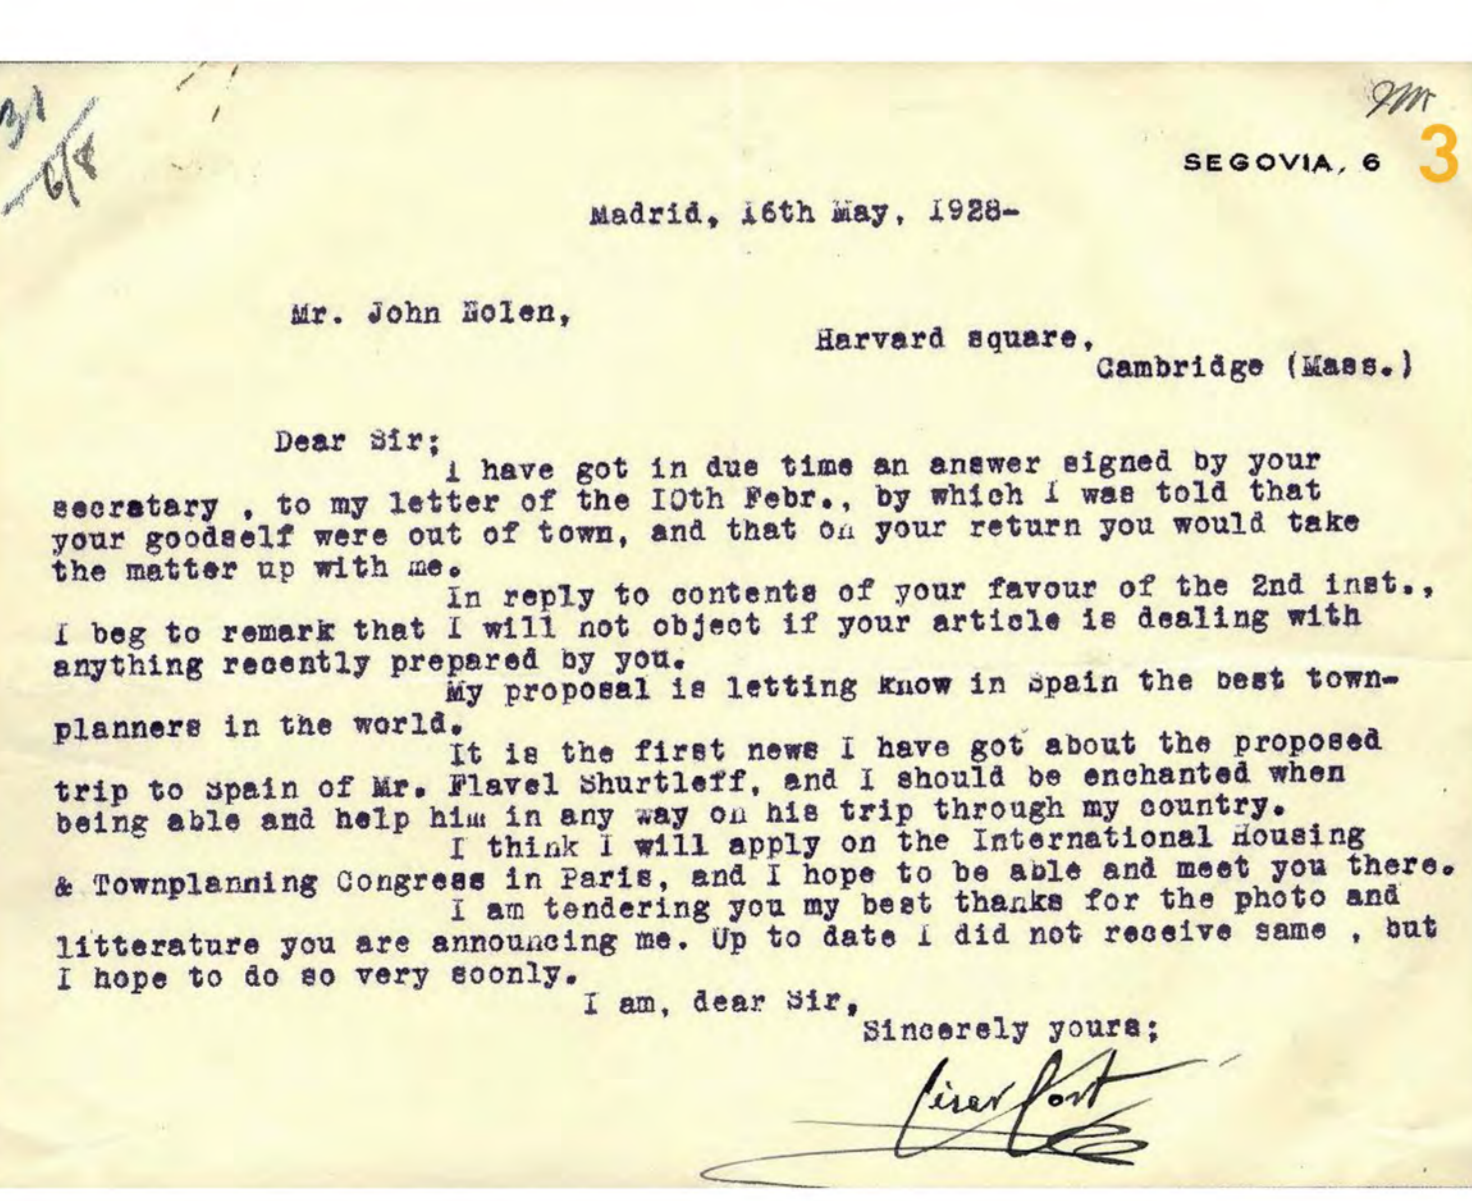 31
6/8
3
SEGOVIA, 6
Madrid, 16th May, 1928-
Mr. John Nolen,
Harvard square,
Cambridge (Mass.)
Dear Sir;
I have got in due time an answer signed by your
secratary , to my letter of the 10th Febr., by which I was told that
your goodself were out of town, and that on your return you would take
the matter up with me.
In reply to contents of your favour of the 2nd inst.,
I beg to remark that I will not object if your article is dealing with
anything recently prepared by you.
My proposal is letting know in Spain the best town-
planners in the world.
It is the first news I have got about the proposed
trip to Spain of Mr. Flavel Shurtleff, and I should be enchanted when
being able and help him in any way on his trip through my country.
I think I will apply on the International Housing
& Townplanning Congress in Paris, and I hope to be able and meet you there.
I am tendering you my best thanks for the photo and
litterature you are announcing me. Up to date I did not receive same , but
I hope to do so very soonly.
I am, dear Sir,
Sincerely yours;
César Cort